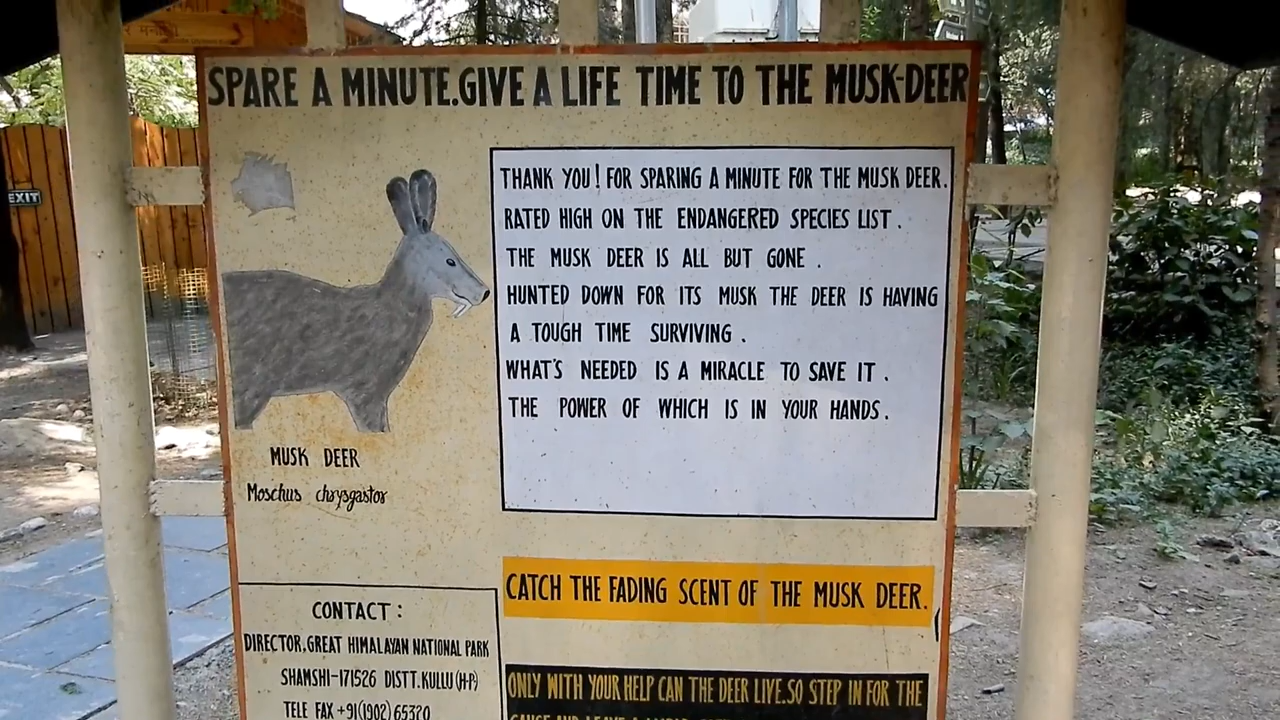 SPARE A MINUTE.GIVE A LIFE TIME TO THE MUSK-DEER
THANK YOU! FOR SPARING A MINUTE FOR THE MUSK DEER.
RATED HIGH ON THE ENDANGERED SPECIES LIST.
THE MUSK DEER IS ALL BUT GONE.
HUNTED DOWN FOR ITS MUSK THE DEER IS HAVING
A TOUGH TIME SURVIVING.
WHAT'S NEEDED IS A MIRACLE TO SAVE IT.
THE POWER OF WHICH IS IN YOUR HANDS.
MUSK DEER
Moschus chrysgastor
CATCH THE FADING SCENT OF THE MUSK DEER.
CONTACT:
DIRECTOR,GREAT HIMALAYAN NATIONAL PARK
SHAMSHI-171526 DISTT.KULLU(H·P)
TELE FAX +91(1902) 65320
ONLY WITH YOUR HELP CAN THE DEER LIVE.SO STEP IN FOR THE
EXIT